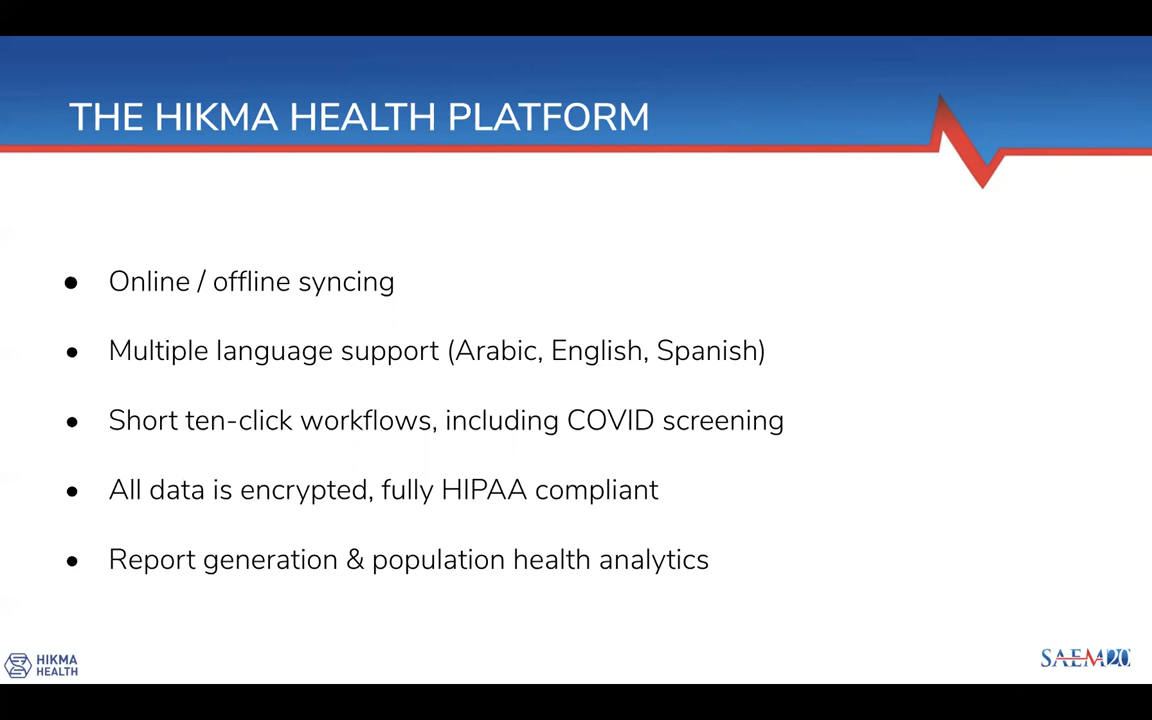 THE HIKMA HEALTH PLATFORM
● Online / offline syncing
● Multiple language support (Arabic, English, Spanish)
● Short ten-click workflows, including COVID screening
● All data is encrypted, fully HIPAA compliant
● Report generation & population health analytics
HIKMA
HEALTH
SAEM20